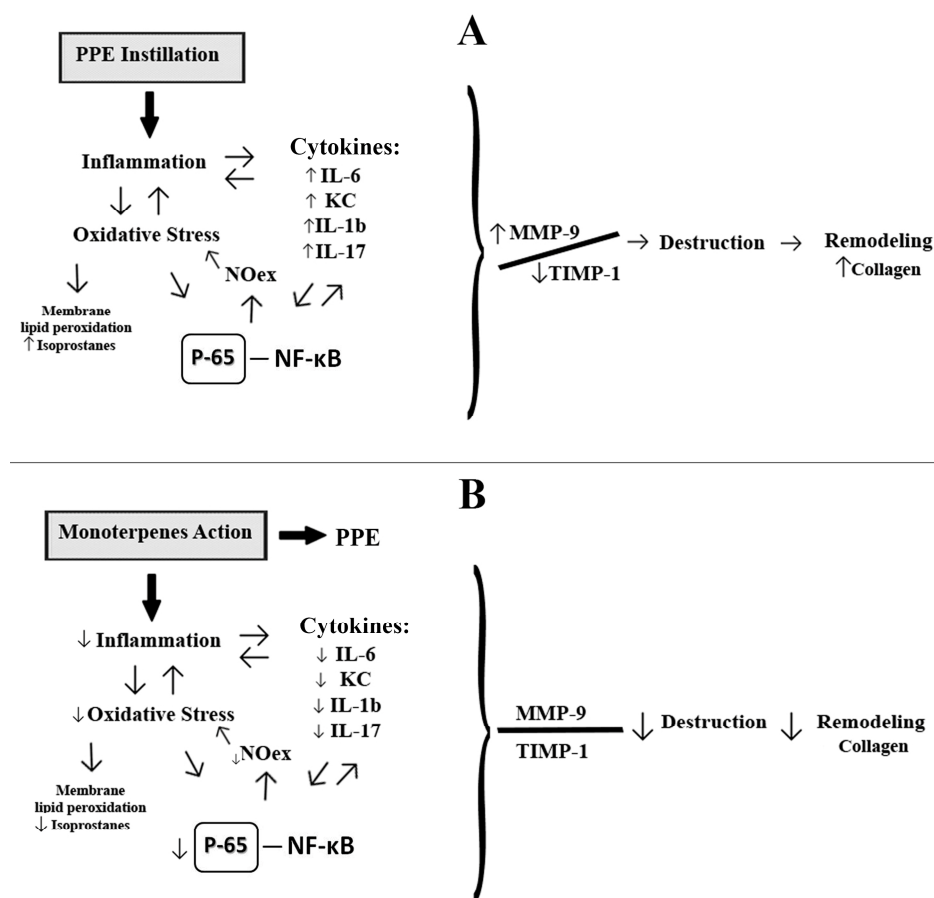 A
PPE Instillation
Inflammation
Cytokines:
↑ IL-6
↑ KC
↑IL-1b
↑IL-17
Oxidative Stress
NOex
Membrane
lipid peroxidation
↑ Isoprostanes
P-65 — NF-κB
↑ MMP-9
↓TIMP-1
→ Destruction → Remodeling
↑Collagen
B
Monoterpenes Action
PPE
↓ Inflammation
Cytokines:
↓ IL-6
↓ KC
↓ IL-1b
↓ IL-17
↓Oxidative Stress
↓NOex
Membrane
lipid peroxidation
↓ Isoprostanes
↓ P-65 — NF-κB
MMP-9
TIMP-1
↓ Destruction ↓ Remodeling
Collagen